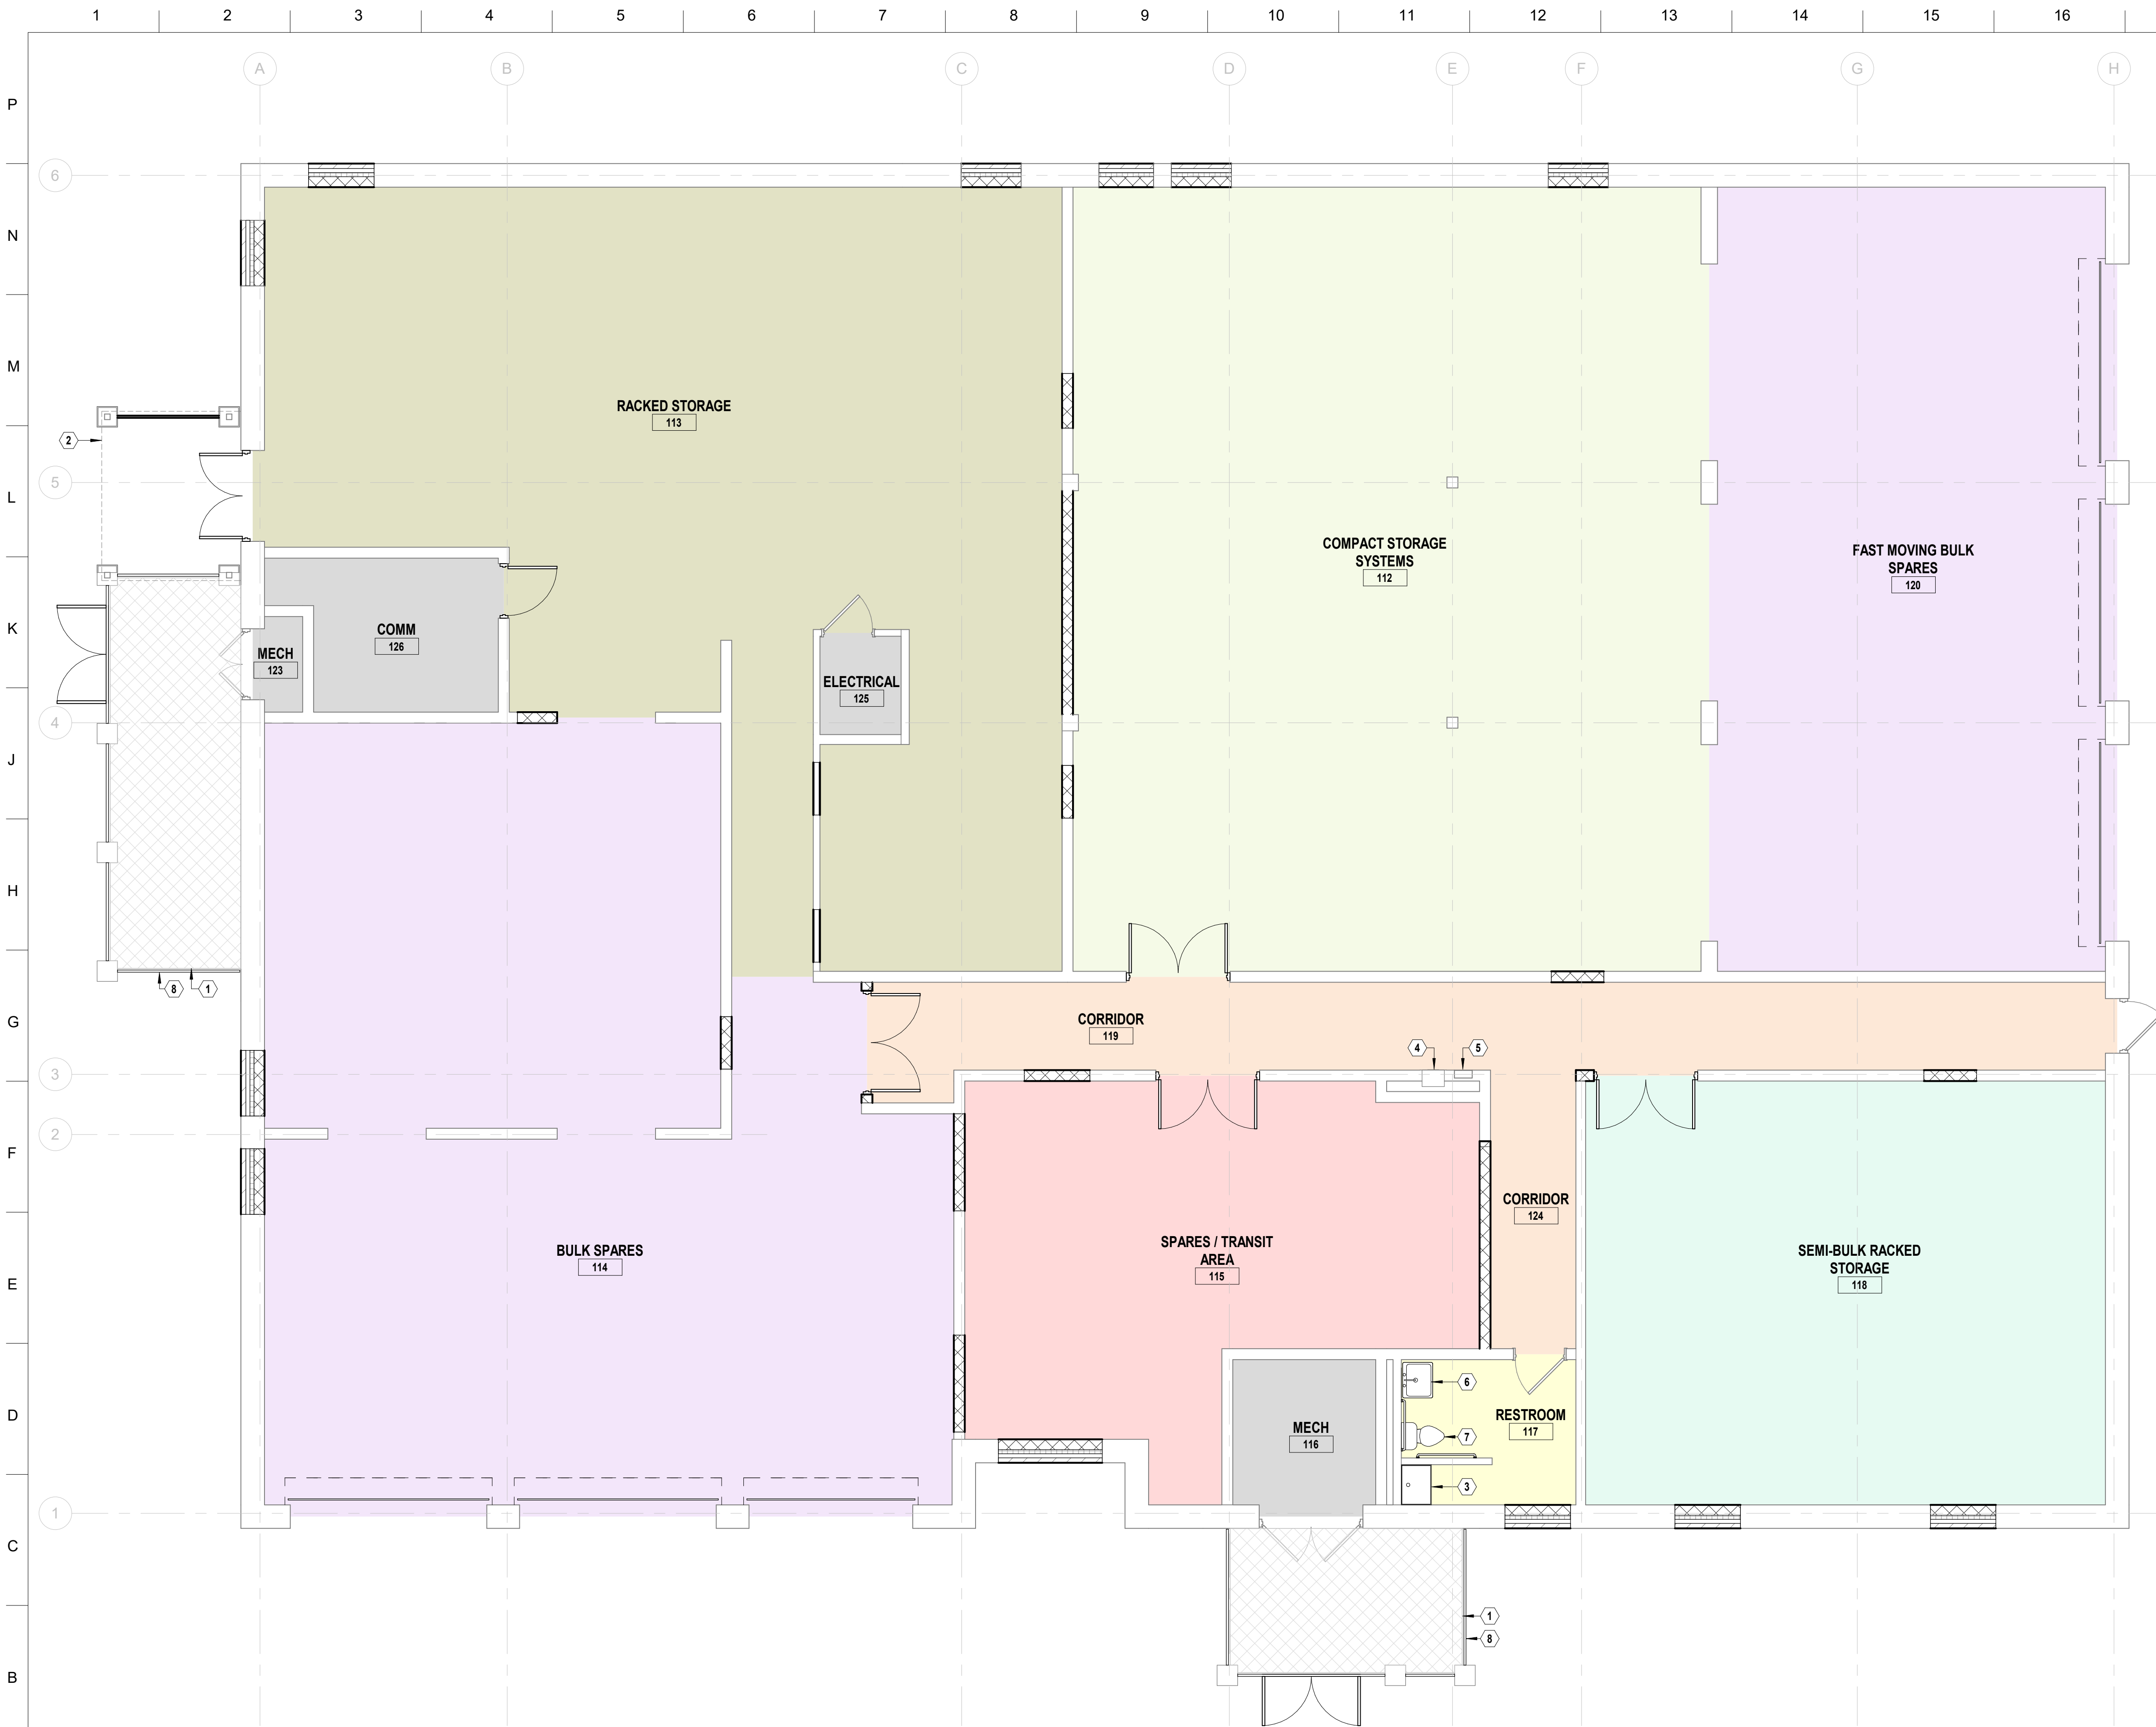 1 2 3 4 5 6 7 8 9 10 11 12 13 14 15 16
A B C D E F G H
P
6
N
M
RACKED STORAGE
113
2
5
L
COMPACT STORAGE
SYSTEMS
112
FAST MOVING BULK
SPARES
120
K
COMM
126
MECH
123
ELECTRICAL
125
4
J
H
8 1
G
CORRIDOR
119
4 5
3
2
F
CORRIDOR
124
SPARES / TRANSIT
AREA
115
BULK SPARES
114
SEMI-BULK RACKED
STORAGE
118
E
6
D
RESTROOM
117
MECH
116
7
3
1
C
1
8
B